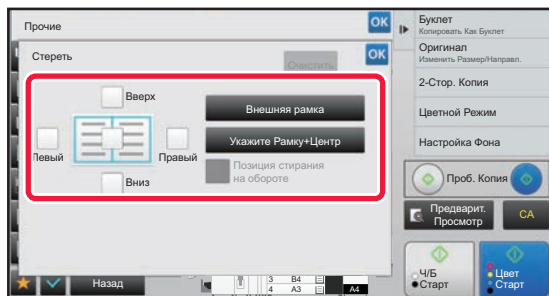 Прочие
OK
Стереть
Очистить
OK
Вверх
Левый
Правый
Вниз
Внешняя рамка
Укажите Рамку+Центр
Позиция стирания
на обороте
Назад
3 B4
4 A3
A4
Буклет
Копировать Как Буклет
Оригинал
Изменить Размер/Направл.
2-Стор. Копия
Цветной Режим
Настройка Фона
Проб. Копия
Предварит.
Просмотр
CA
Ч/Б
Старт
Цвет
Старт